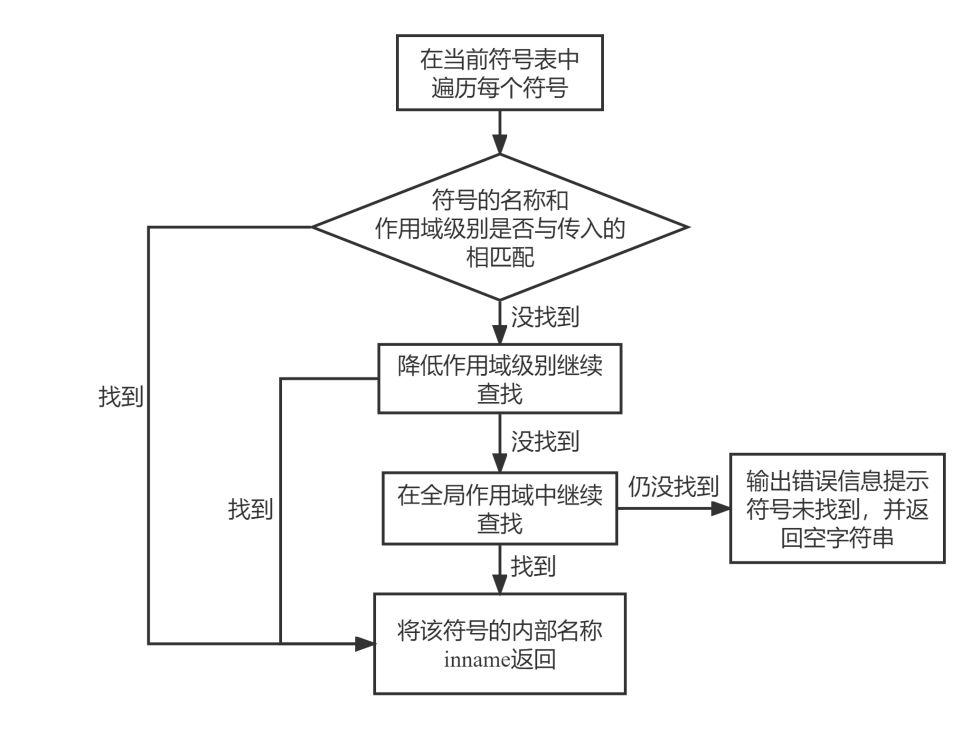 在当前符号表中
遍历每个符号
符号的名称和
作用域级别是否与传入的
相匹配
没找到
降低作用域级别继续
查找
找到
没找到
在全局作用域中继续
查找
仍没找到
输出错误信息提示
符号未找到，并返
回空字符串
找到
找到
将该符号的内部名称
inname返回